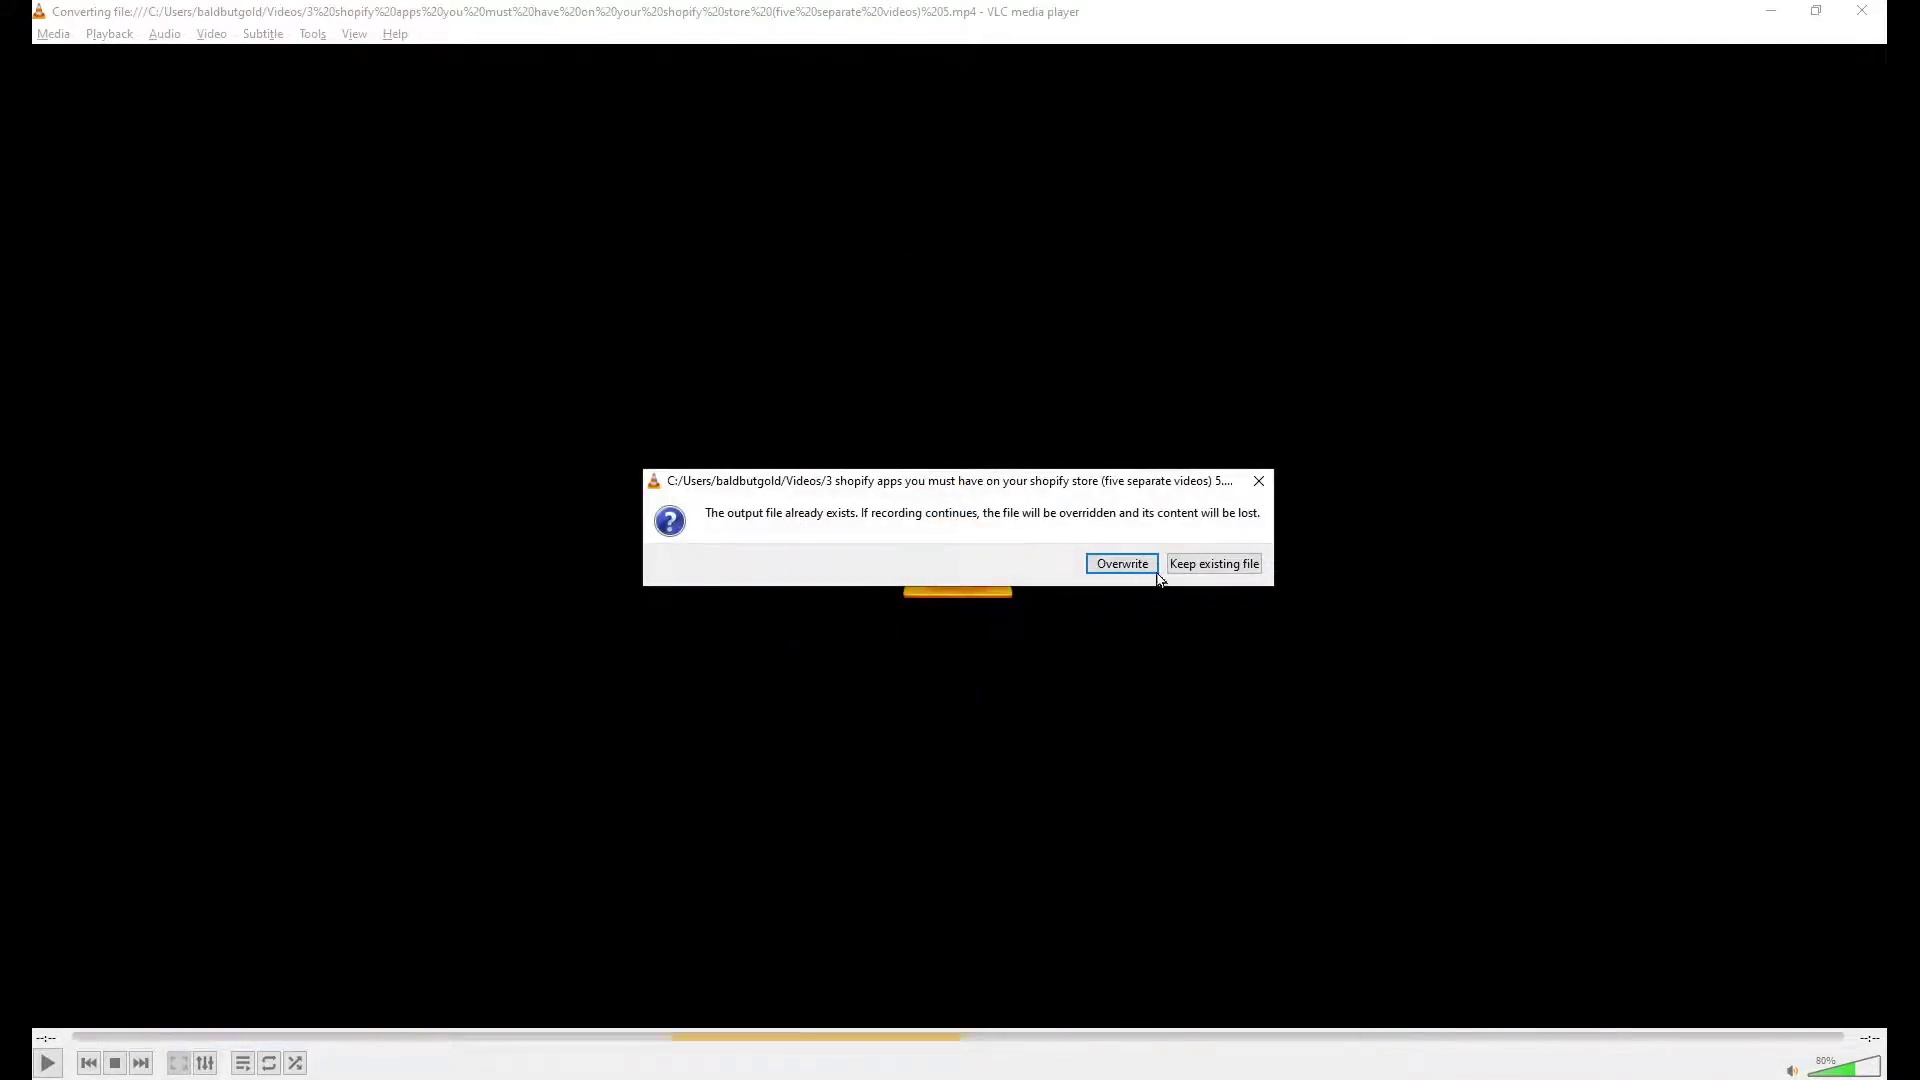 Converting file:///C:/Users/baldbutgold/Videos/3%20shopify%20apps%20you%20must%20have%20on%20your%20shopify%20store%20(five%20separate%20videos)%205.mp4 - VLC media player
Media Playback Audio Video Subtitle Tools View Help
C:/Users/baldbutgold/Videos/3 shopify apps you must have on your shopify store (five separate videos) 5....
?
The output file already exists. If recording continues, the file will be overridden and its content will be lost.
Overwrite Keep existing file
--:-- --:--
80%